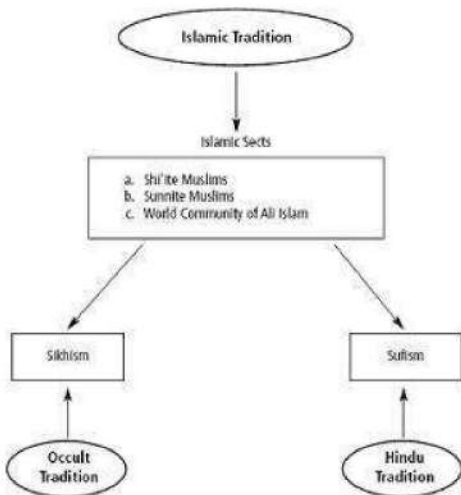 Islamic Tradition
Islamic Sects
a. Shi'ite Muslims
b. Sunnite Muslims
c. World Community of Ali Islam
Sikhism
Sufism
Occult
Tradition
Hindu
Tradition